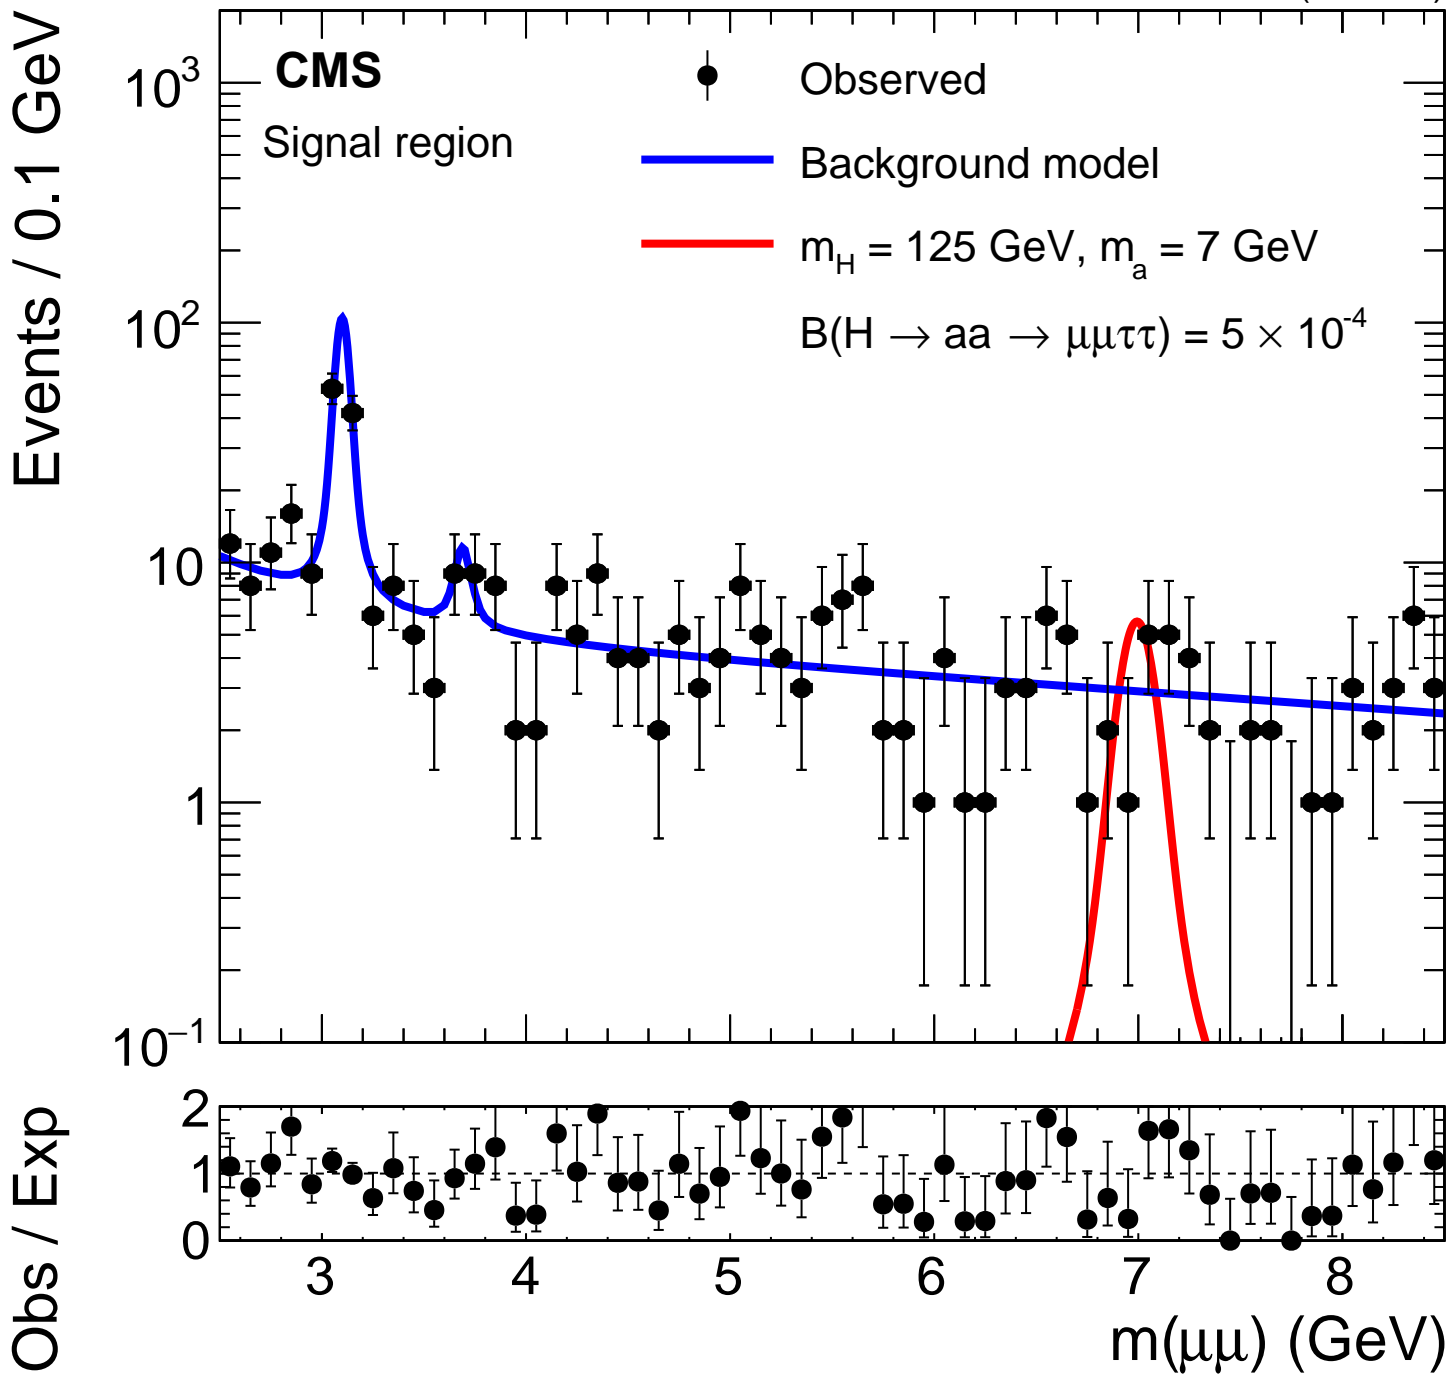 CMS
Signal region
Observed
Background model
m_H = 125 GeV, m_a = 7 GeV
B(H → aa → μμττ) = 5 × 10^-4
Events / 0.1 GeV
10^3
10^2
10
1
10^−1
Obs / Exp
2
1
0
3 4 5 6 7 8
m(μμ) (GeV)